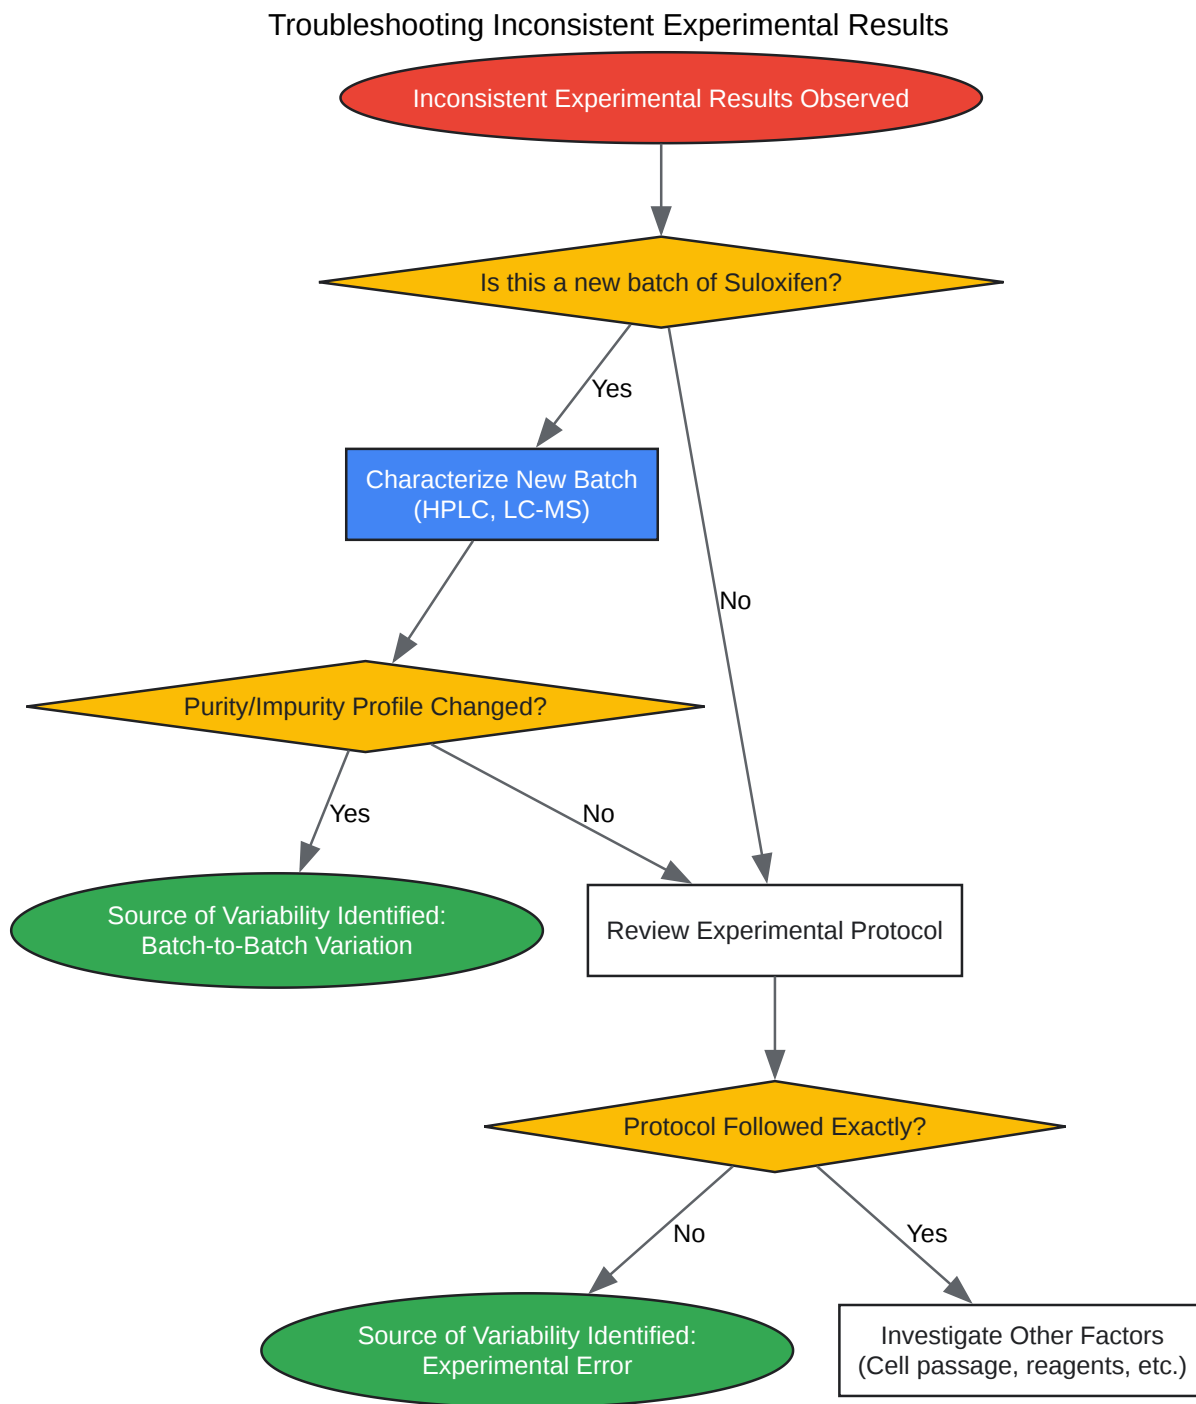 Troubleshooting Inconsistent Experimental Results
Inconsistent Experimental Results Observed
Is this a new batch of Suloxifen?
Yes
Characterize New Batch
(HPLC, LC-MS)
No
Purity/Impurity Profile Changed?
Yes
No
Source of Variability Identified:
Batch-to-Batch Variation
Review Experimental Protocol
Protocol Followed Exactly?
No
Yes
Source of Variability Identified:
Experimental Error
Investigate Other Factors
(Cell passage, reagents, etc.)